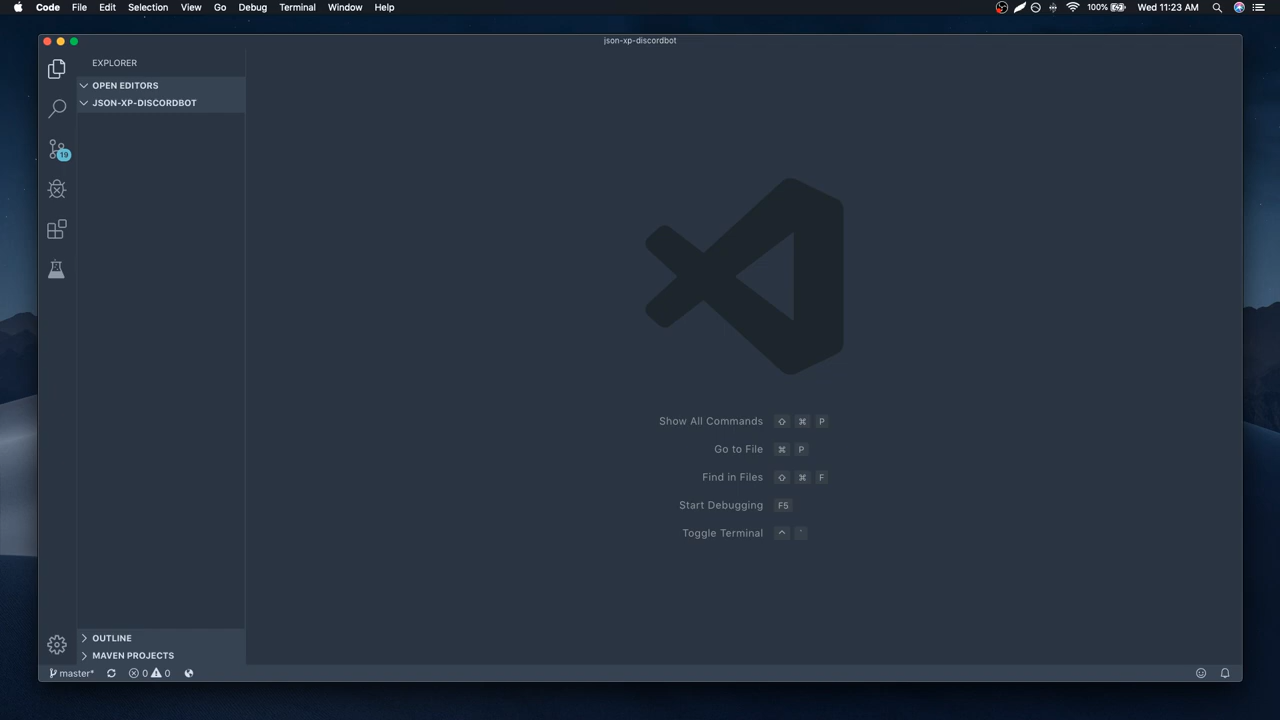 Code File Edit Selection View Go Debug Terminal Window Help 100% Wed 11:23 AM
json-xp-discordbot
EXPLORER
OPEN EDITORS
JSON-XP-DISCORDBOT
19
Show All Commands ⇧ ⌘ P
Go to File ⌘ P
Find in Files ⇧ ⌘ F
Start Debugging F5
Toggle Terminal ^ `
OUTLINE
MAVEN PROJECTS
master* 0 0